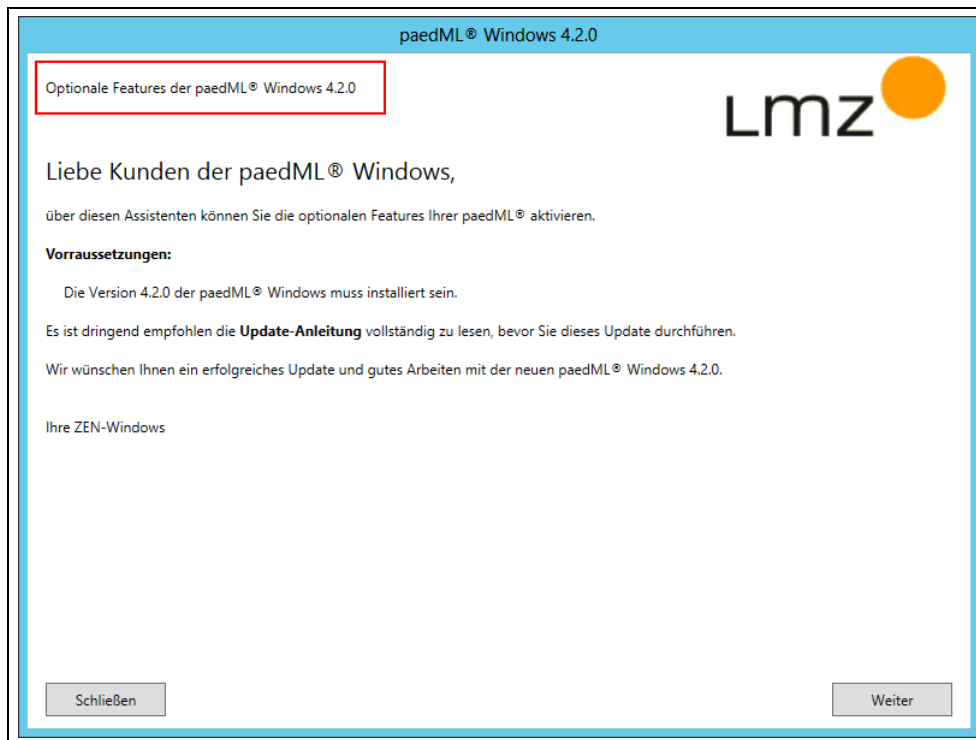 paedML® Windows 4.2.0
Optionale Features der paedML® Windows 4.2.0
Lmz
Liebe Kunden der paedML® Windows,
über diesen Assistenten können Sie die optionalen Features Ihrer paedML® aktivieren.
Vorraussetzungen:
Die Version 4.2.0 der paedML® Windows muss installiert sein.
Es ist dringend empfohlen die Update-Anleitung vollständig zu lesen, bevor Sie dieses Update durchführen.
Wir wünschen Ihnen ein erfolgreiches Update und gutes Arbeiten mit der neuen paedML® Windows 4.2.0.
Ihre ZEN-Windows
Schließen
Weiter